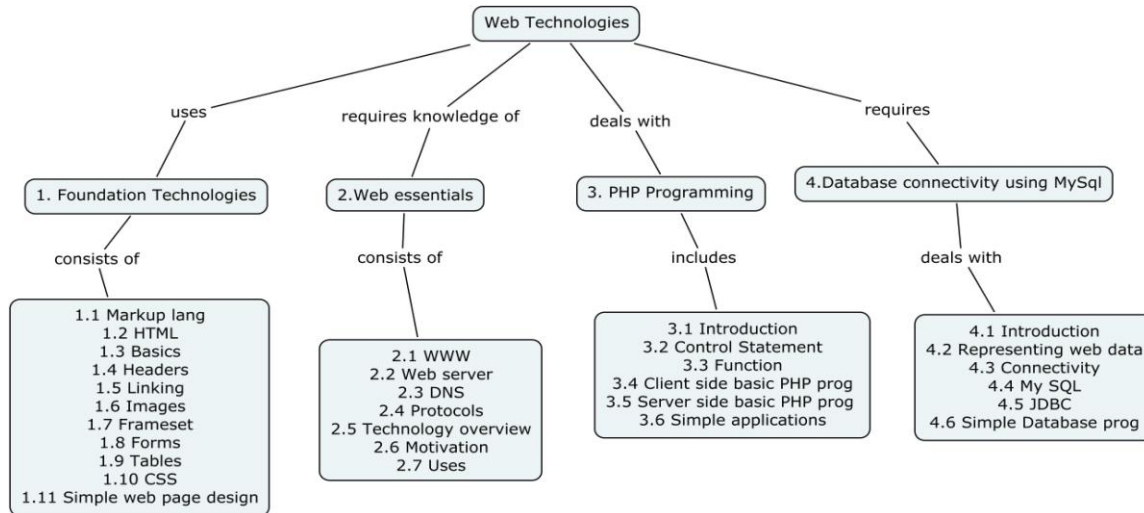 Web Technologies
uses
requires knowledge of
deals with
requires
1. Foundation Technologies
2.Web essentials
3. PHP Programming
4.Database connectivity using MySql
consists of
consists of
includes
deals with
1.1 Markup lang
1.2 HTML
1.3 Basics
1.4 Headers
1.5 Linking
1.6 Images
1.7 Frameset
1.8 Forms
1.9 Tables
1.10 CSS
1.11 Simple web page design
2.1 WWW
2.2 Web server
2.3 DNS
2.4 Protocols
2.5 Technology overview
2.6 Motivation
2.7 Uses
3.1 Introduction
3.2 Control Statement
3.3 Function
3.4 Client side basic PHP prog
3.5 Server side basic PHP prog
3.6 Simple applications
4.1 Introduction
4.2 Representing web data
4.3 Connectivity
4.4 My SQL
4.5 JDBC
4.6 Simple Database prog